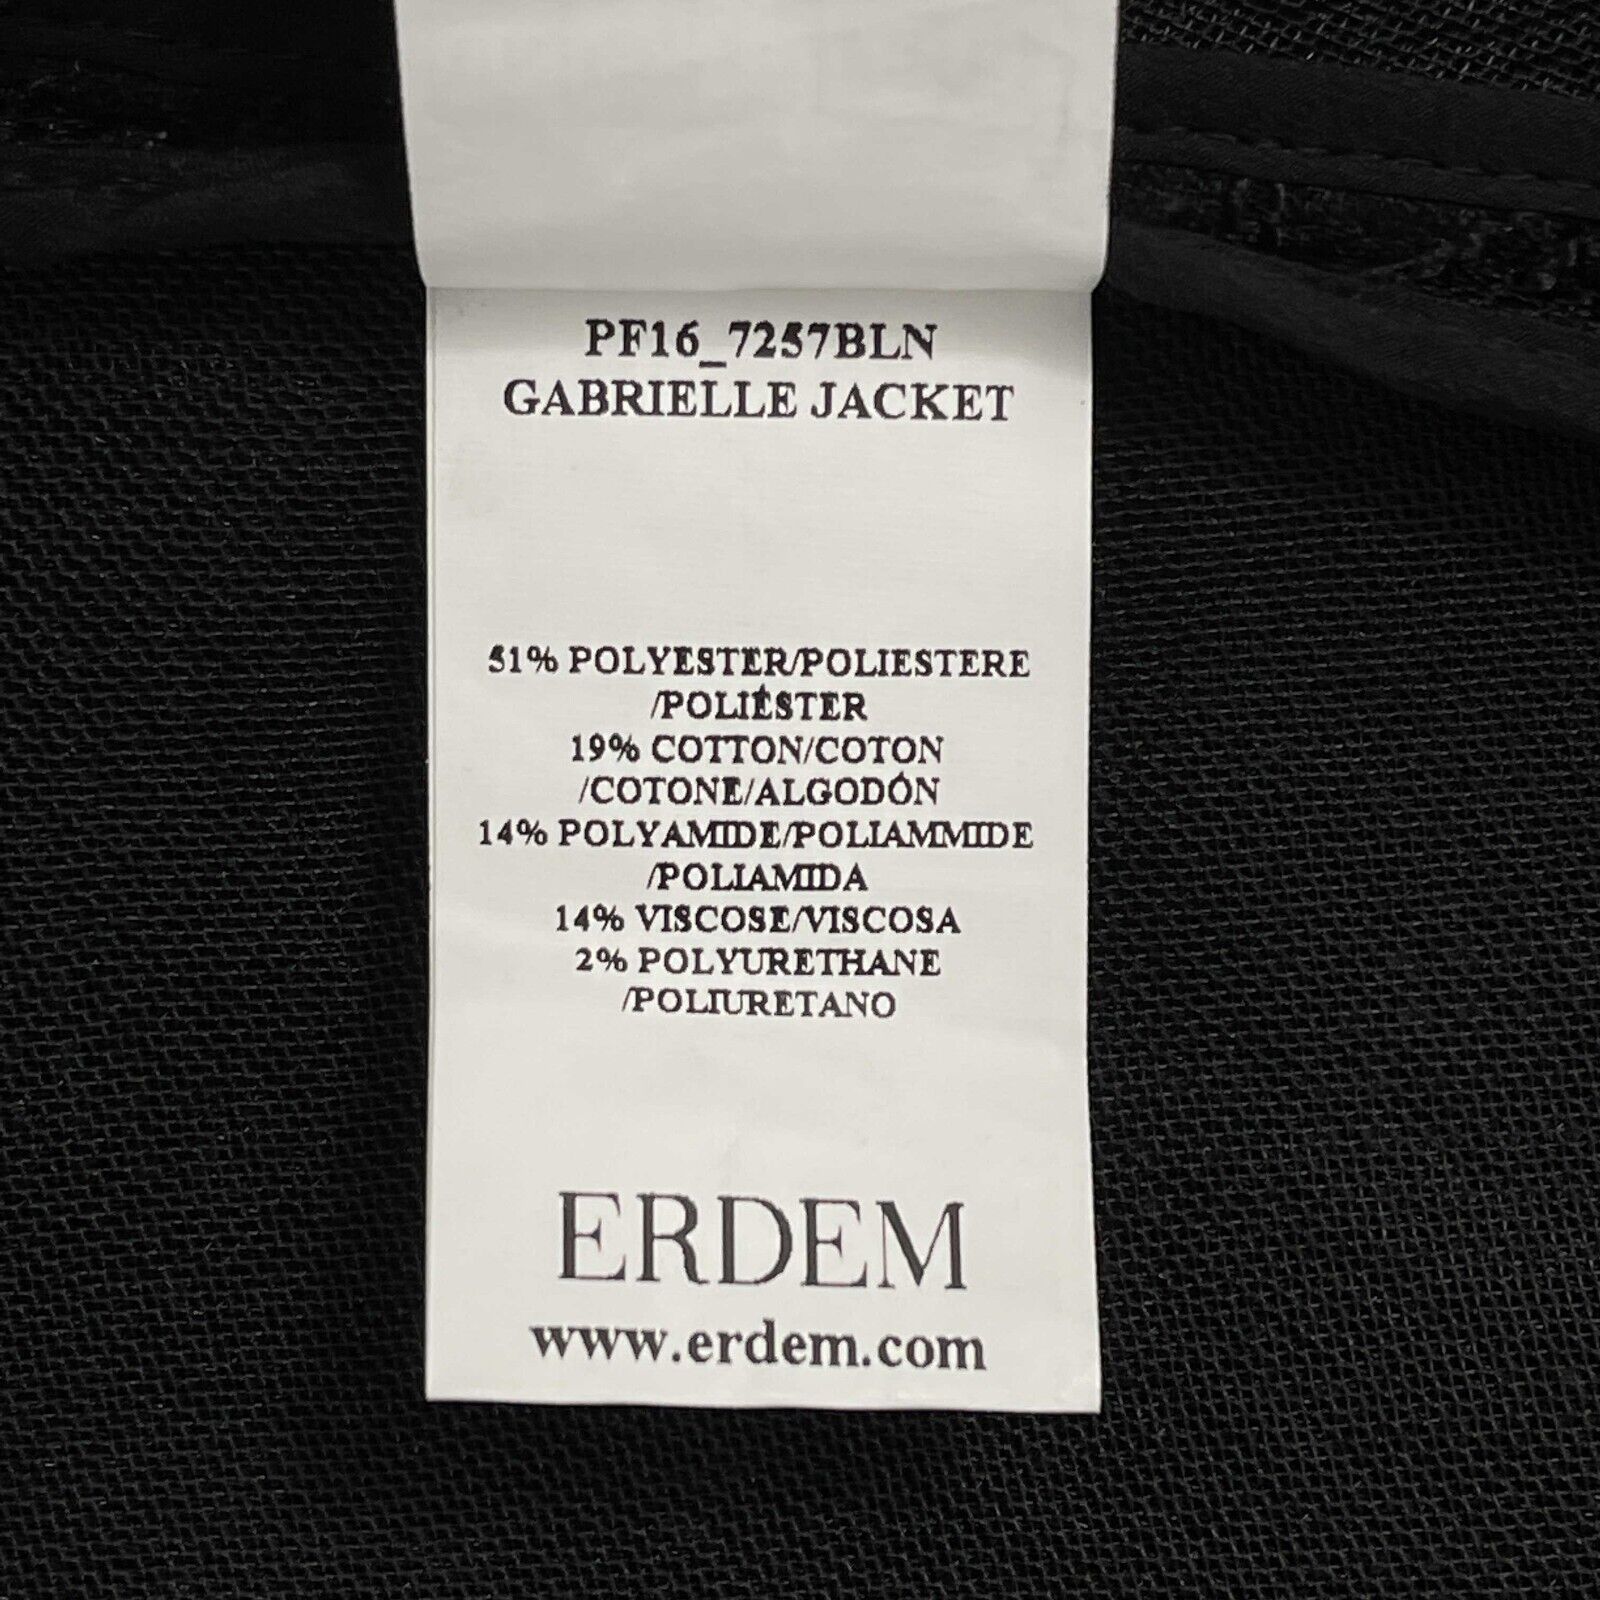 PF16_7257BLN
GABRIELLE JACKET
51% POLYESTER/POLIESTERE
/POLIÉSTER
19% COTTON/COTON
/COTONE/ALGODÓN
14% POLYAMIDE/POLIAMMIDE
/POLIAMIDA
14% VISCOSE/VISCOSA
2% POLYURETHANE
/POLIURETANO
ERDEM
www.erdem.com